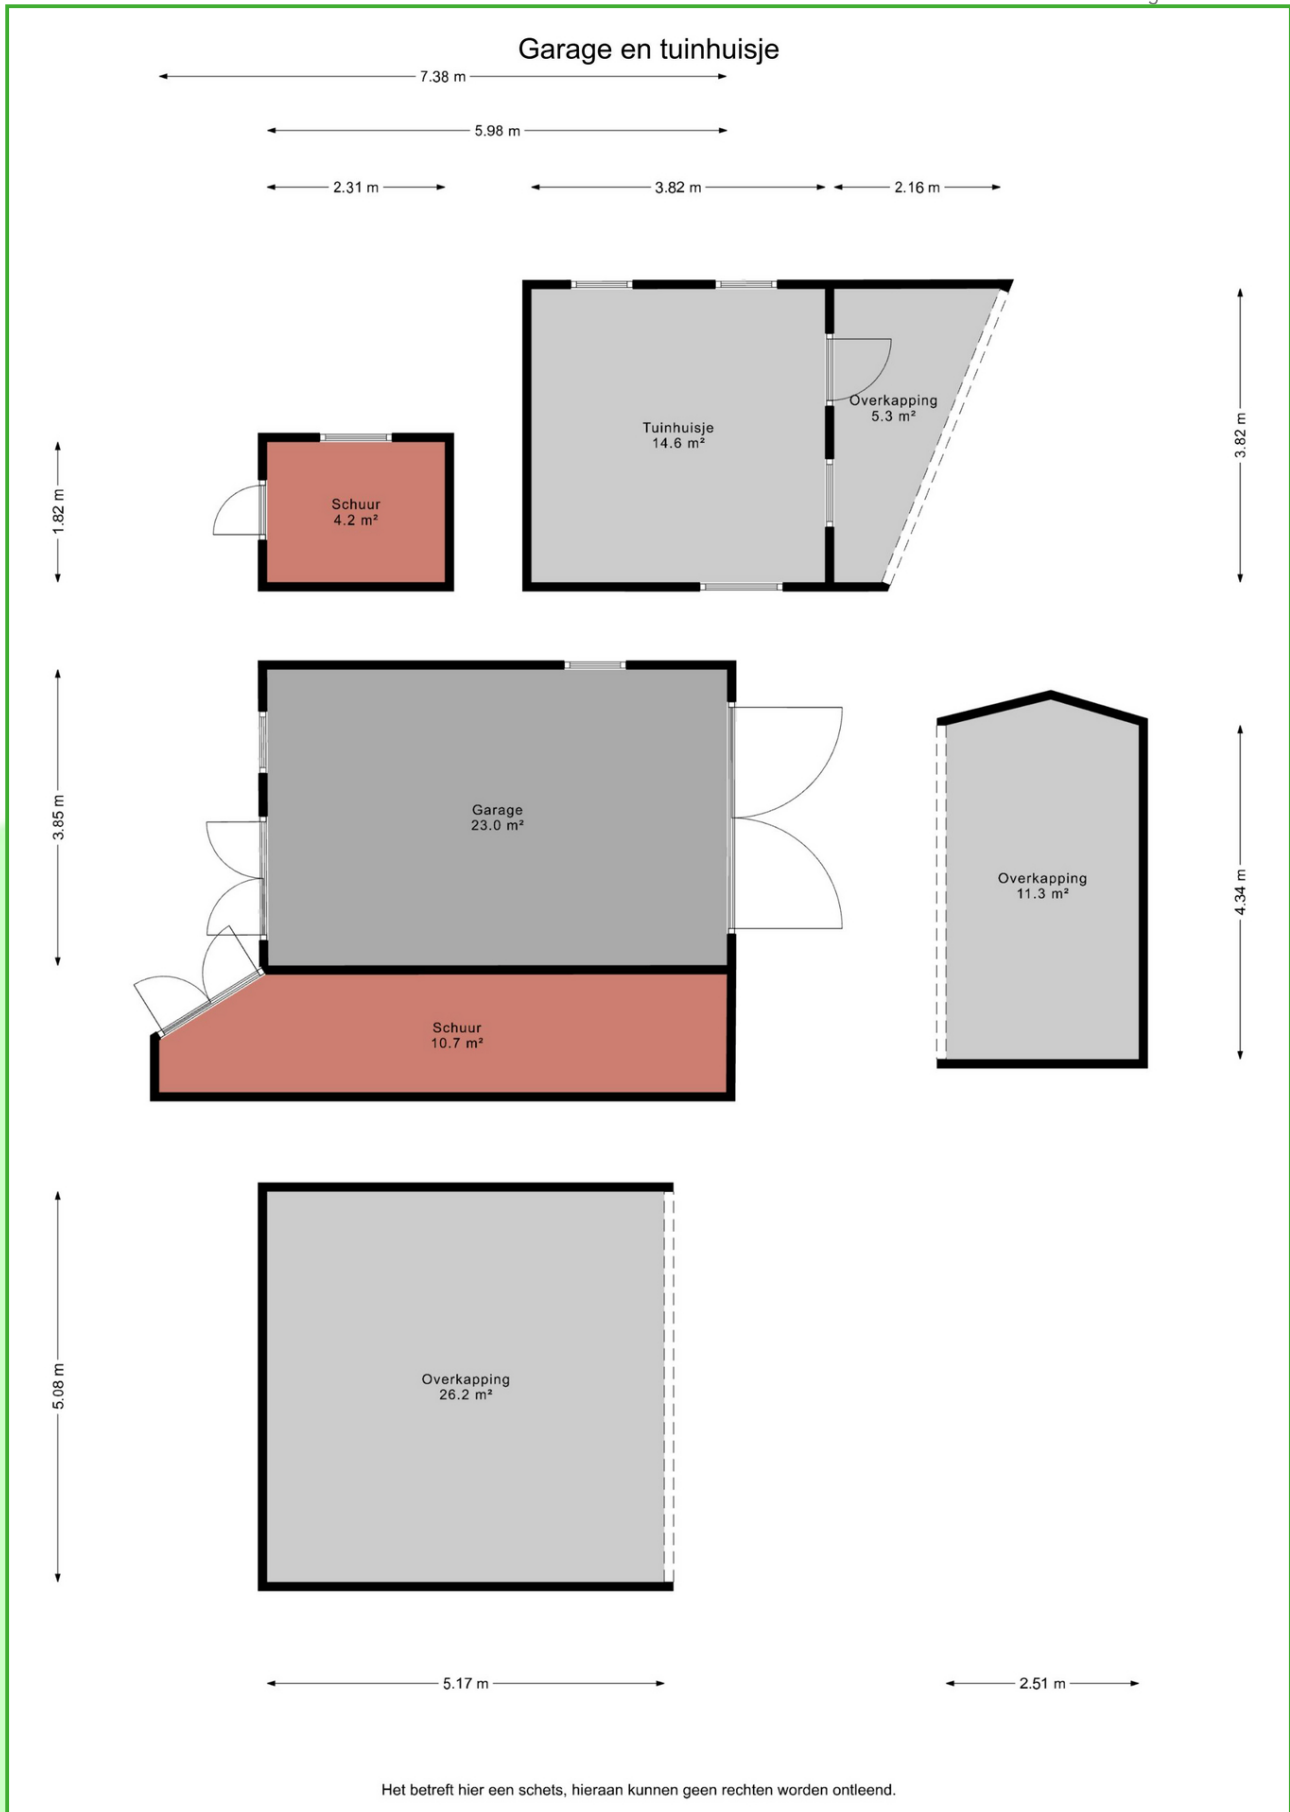 Garage en tuinhuisje
7.38 m
5.98 m
2.31 m
3.82 m
2.16 m
Tuinhuisje
14.6 m²
Overkapping
5.3 m²
3.82 m
1.82 m
Schuur
4.2 m²
3.85 m
Garage
23.0 m²
Overkapping
11.3 m²
4.34 m
Schuur
10.7 m²
5.08 m
Overkapping
26.2 m²
5.17 m
2.51 m
Het betreft hier een schets, hieraan kunnen geen rechten worden ontleend.